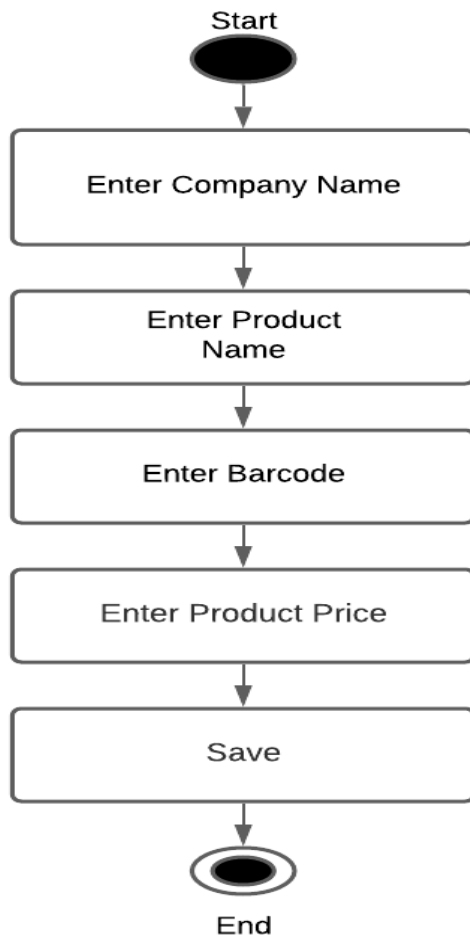 Start
Enter Company Name
Enter Product
Name
Enter Barcode
Enter Product Price
Save
End